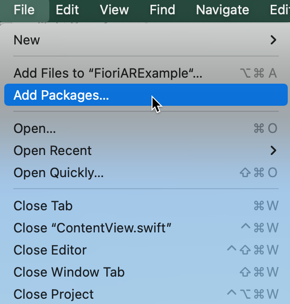 File Edit View Find Navigate Edi
New >
Add Files to “FioriARExample”... ⌥⌘A
Add Packages...
Open... ⌘O
Open Recent >
Open Quickly... ⇧⌘O
Close Tab ⌘W
Close “ContentView.swift” ^⌘W
Close Editor ^⇧⌘W
Close Window Tab ⇧⌘W
Close Project ^⌥⌘W